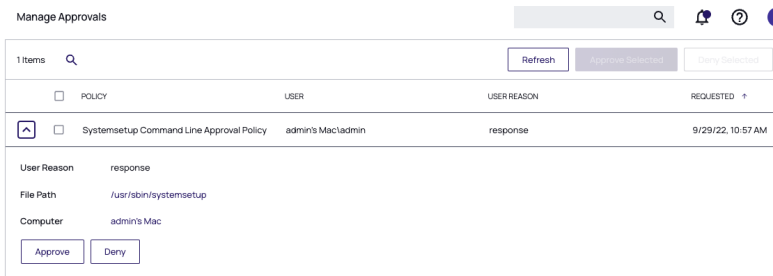 Manage Approvals
1 Items
Refresh
Approve Selected
Deny Selected
POLICY USER USER REASON REQUESTED ↑
Systemsetup Command Line Approval Policy admin's Mac\admin response 9/29/22, 10:57 AM
User Reason response
File Path /usr/sbin/systemsetup
Computer admin's Mac
Approve Deny